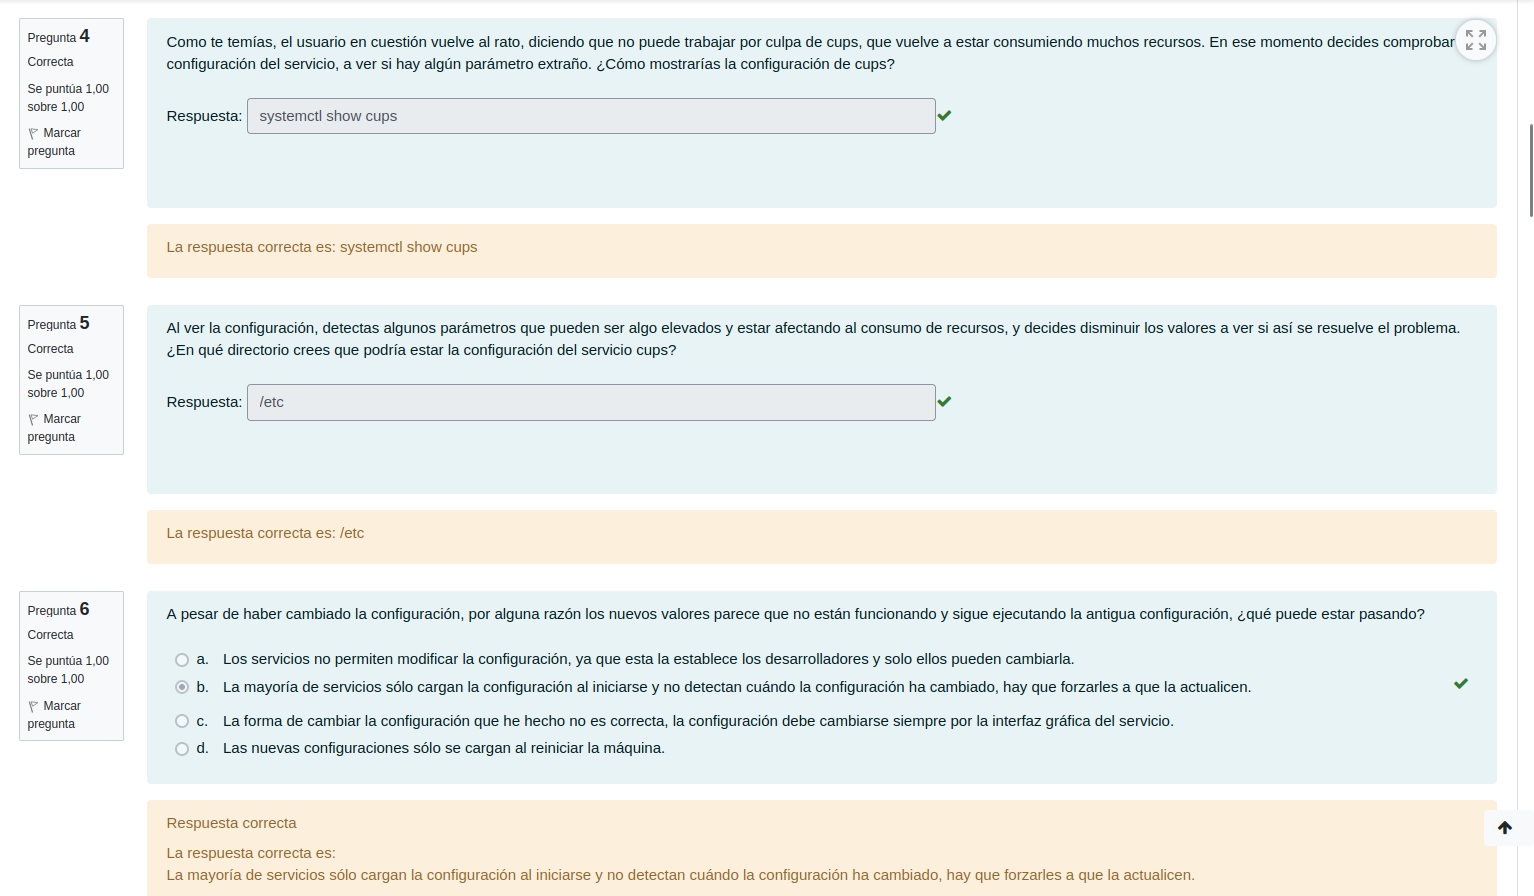 Pregunta 4
Correcta
Se puntúa 1,00
sobre 1,00
Marcar
pregunta
Como te temías, el usuario en cuestión vuelve al rato, diciendo que no puede trabajar por culpa de cups, que vuelve a estar consumiendo muchos recursos. En ese momento decides comprobar
configuración del servicio, a ver si hay algún parámetro extraño. ¿Cómo mostrarías la configuración de cups?
Respuesta: systemctl show cups
La respuesta correcta es: systemctl show cups
Pregunta 5
Correcta
Se puntúa 1,00
sobre 1,00
Marcar
pregunta
Al ver la configuración, detectas algunos parámetros que pueden ser algo elevados y estar afectando al consumo de recursos, y decides disminuir los valores a ver si así se resuelve el problema.
¿En qué directorio crees que podría estar la configuración del servicio cups?
Respuesta: /etc
La respuesta correcta es: /etc
Pregunta 6
Correcta
Se puntúa 1,00
sobre 1,00
Marcar
pregunta
A pesar de haber cambiado la configuración, por alguna razón los nuevos valores parece que no están funcionando y sigue ejecutando la antigua configuración, ¿qué puede estar pasando?
a. Los servicios no permiten modificar la configuración, ya que esta la establece los desarrolladores y solo ellos pueden cambiarla.
b. La mayoría de servicios sólo cargan la configuración al iniciarse y no detectan cuándo la configuración ha cambiado, hay que forzarles a que la actualicen.
c. La forma de cambiar la configuración que he hecho no es correcta, la configuración debe cambiarse siempre por la interfaz gráfica del servicio.
d. Las nuevas configuraciones sólo se cargan al reiniciar la máquina.
Respuesta correcta
La respuesta correcta es:
La mayoría de servicios sólo cargan la configuración al iniciarse y no detectan cuándo la configuración ha cambiado, hay que forzarles a que la actualicen.